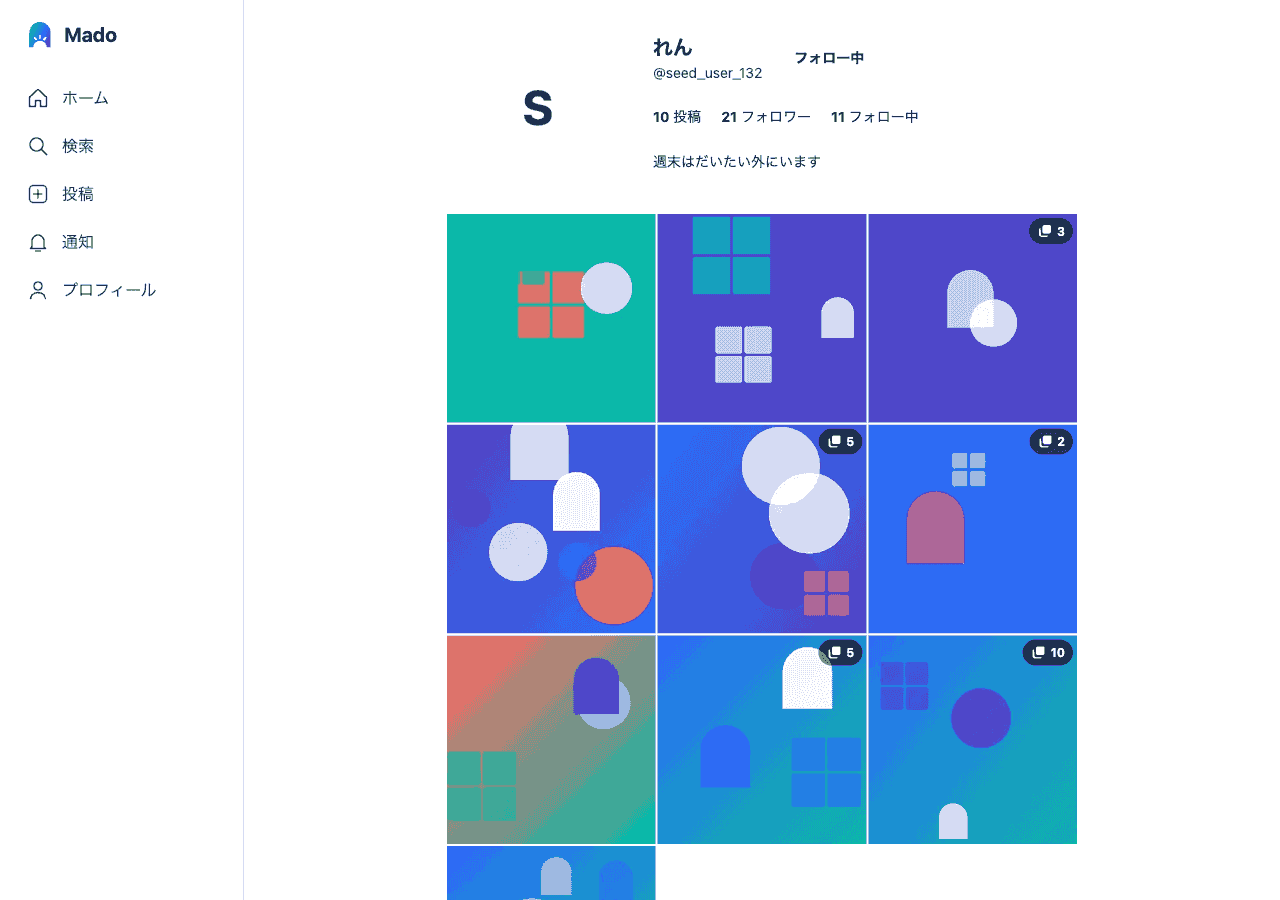 Mado
ホーム
検索
投稿
通知
プロフィール
S
れん
フォロー中
@seed_user_132
10 投稿 21 フォロワー 11 フォロー中
週末はだいたい外にいます
3
5
2
5
10